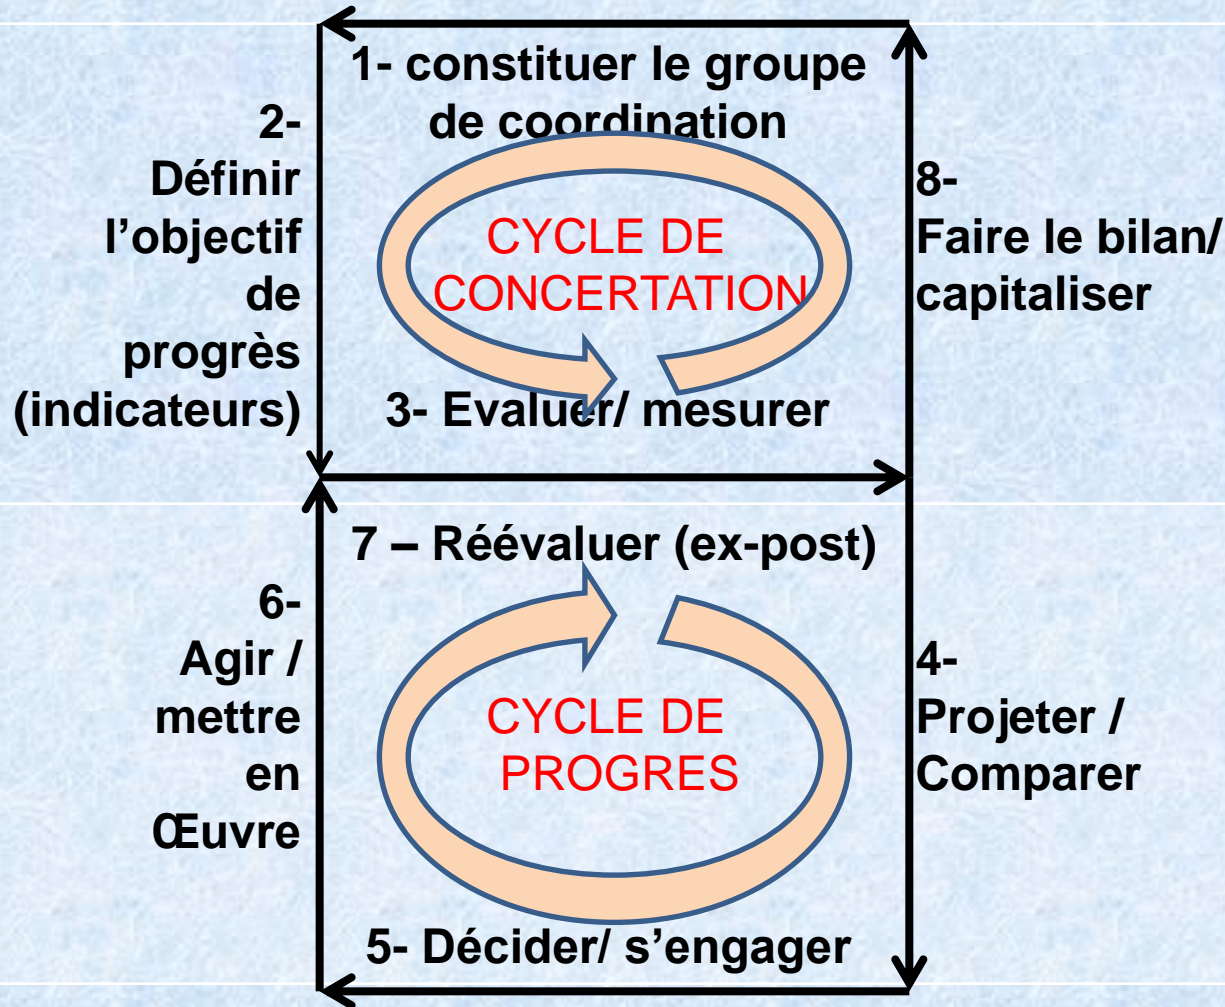 1- constituer le groupe
de coordination
2-
Définir
l’objectif
de
progrès
(indicateurs)
CYCLE DE
CONCERTATION
8-
Faire le bilan/
capitaliser
3- Evaluer/ mesurer
7 – Réévaluer (ex-post)
6-
Agir /
mettre
en
Œuvre
CYCLE DE
PROGRES
4-
Projeter /
Comparer
5- Décider/ s’engager